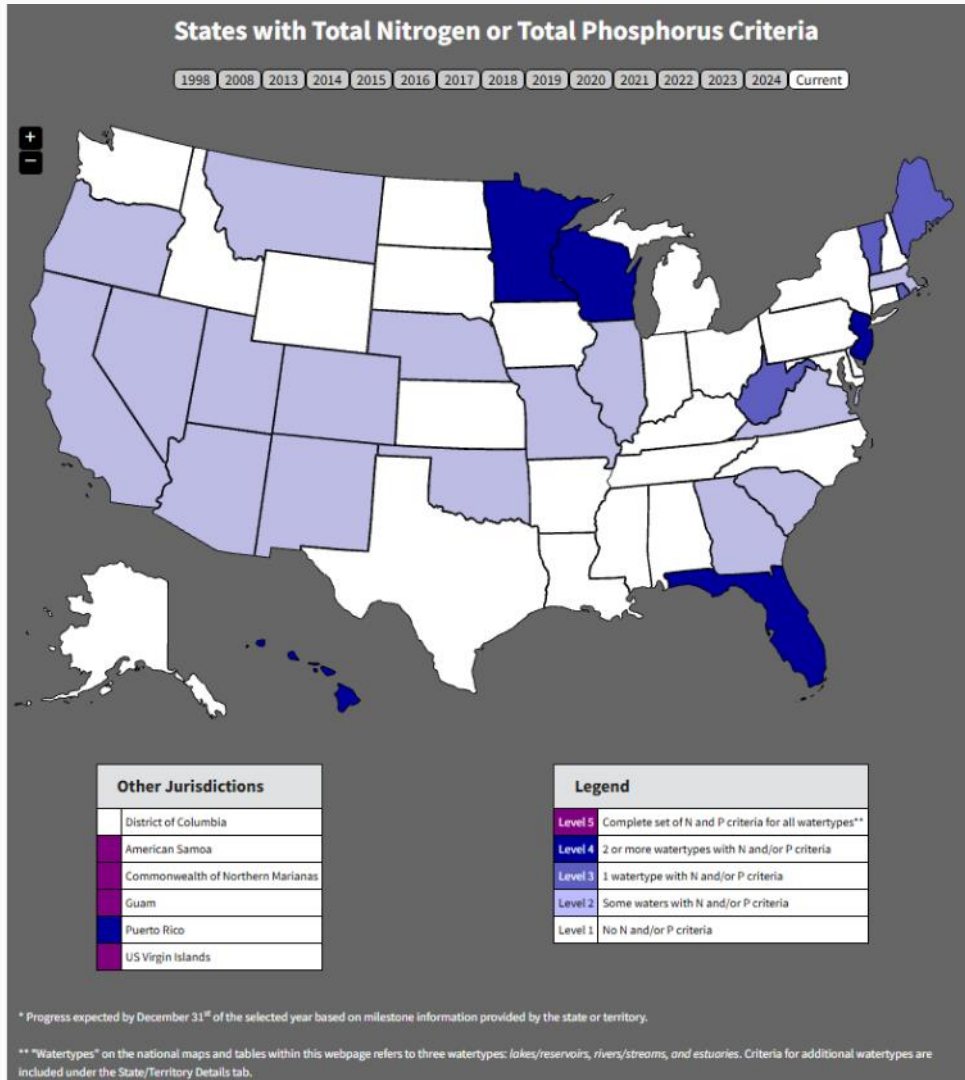 States with Total Nitrogen or Total Phosphorus Criteria
1998 2008 2013 2014 2015 2016 2017 2018 2019 2020 2021 2022 2023 2024 Current
+
−
Other Jurisdictions
District of Columbia
American Samoa
Commonwealth of Northern Marianas
Guam
Puerto Rico
US Virgin Islands
Legend
Level 5 Complete set of N and P criteria for all watertypes**
Level 4 2 or more watertypes with N and/or P criteria
Level 3 1 watertype with N and/or P criteria
Level 2 Some waters with N and/or P criteria
Level 1 No N and/or P criteria
* Progress expected by December 31st of the selected year based on milestone information provided by the state or territory.
** "Watertypes" on the national maps and tables within this webpage refers to three watertypes: lakes/reservoirs, rivers/streams, and estuaries. Criteria for additional watertypes are
included under the State/Territory Details tab.